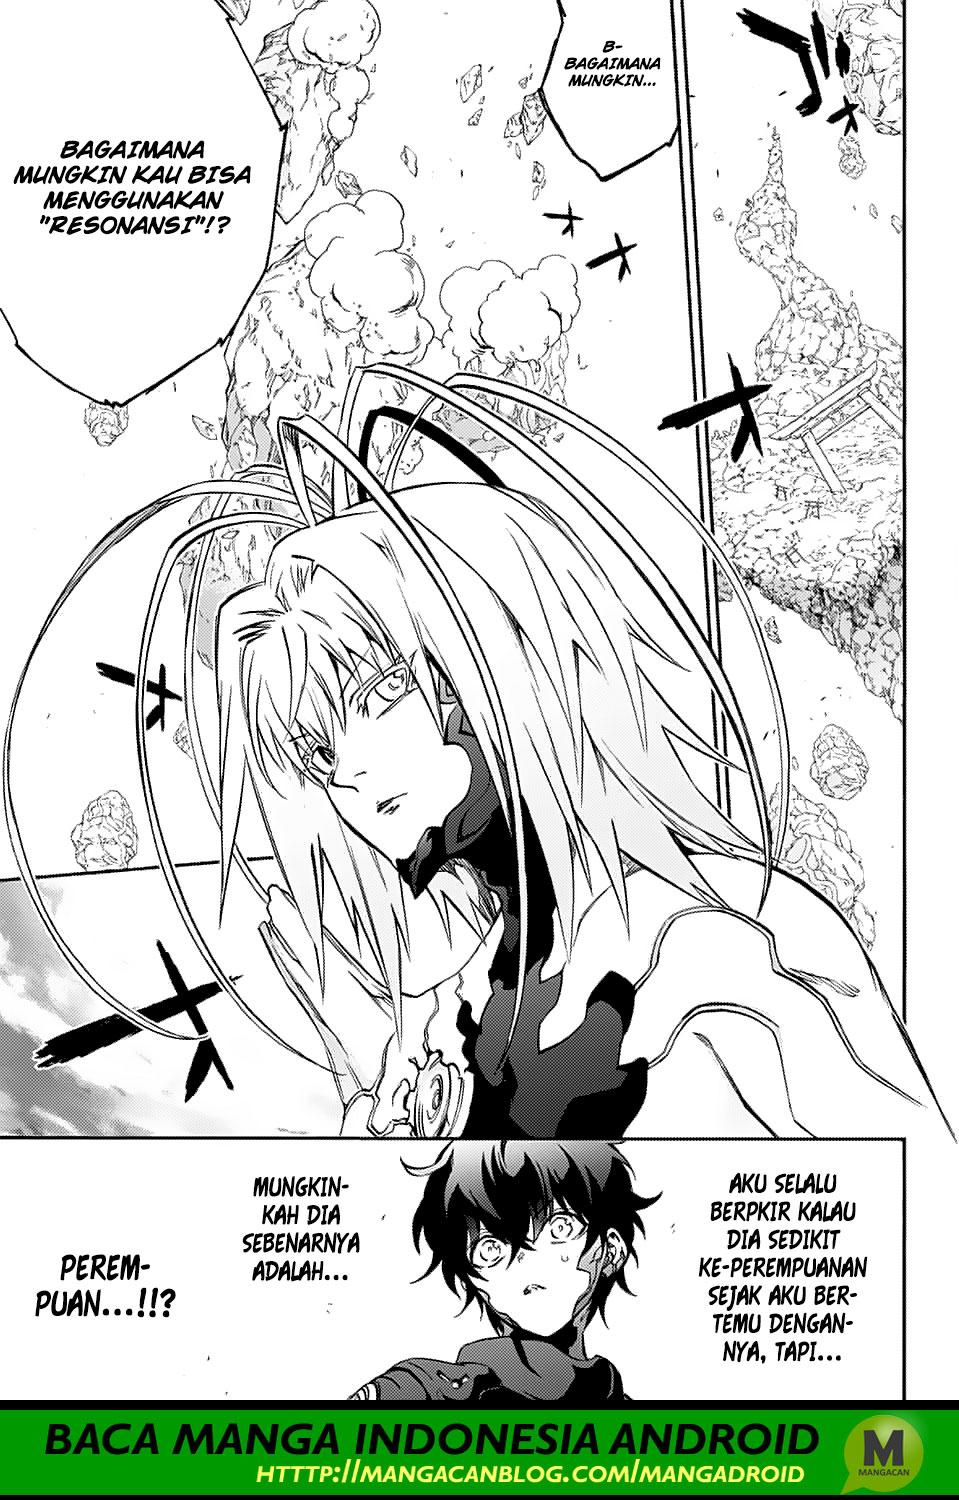 B-
BAGAIMANA
MUNGKIN...
BAGAIMANA
MUNGKIN KAU BISA
MENGGUNAKAN
"RESONANSI"!?
AKU SELALU
BERPKIR KALAU
DIA SEDIKIT
KE-PEREMPUANAN
SEJAK AKU BER-
TEMU DENGAN-
NYA, TAPI...
MUNGKIN-
KAH DIA
SEBENARNYA
ADALAH...
PEREM-
PUAN...!!?
BACA MANGA INDONESIA ANDROID
HTTTP://MANGACANBLOG.COM/MANGADROID
M
MANGACAN